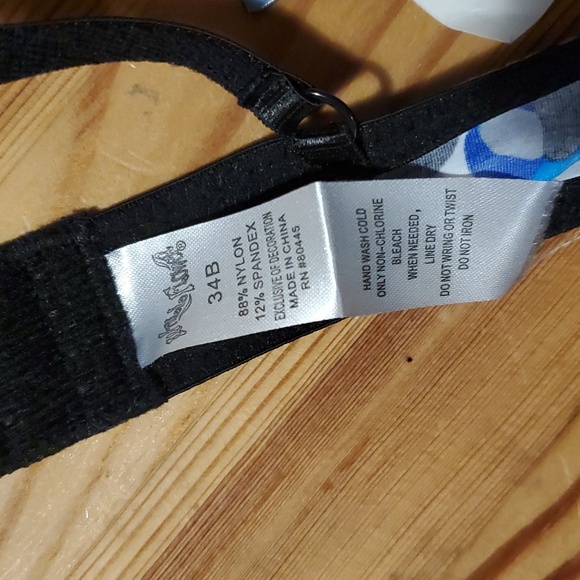 34B
88% NYLON
12% SPANDEX
EXCLUSIVE OF DECORATION
MADE IN CHINA
RN #80445
HAND WASH COLD
ONLY NON-CHLORINE
BLEACH
WHEN NEEDED,
LINE DRY
DO NOT WRING OR TWIST
DO NOT IRON